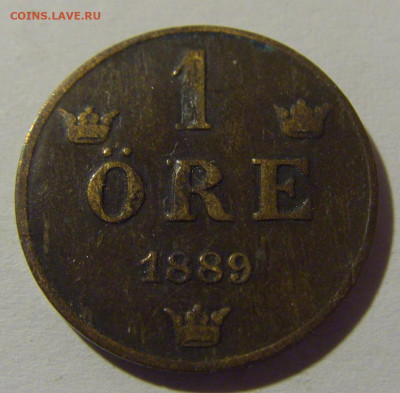 COINS.LAVE.RU
1
ÖRE
1889